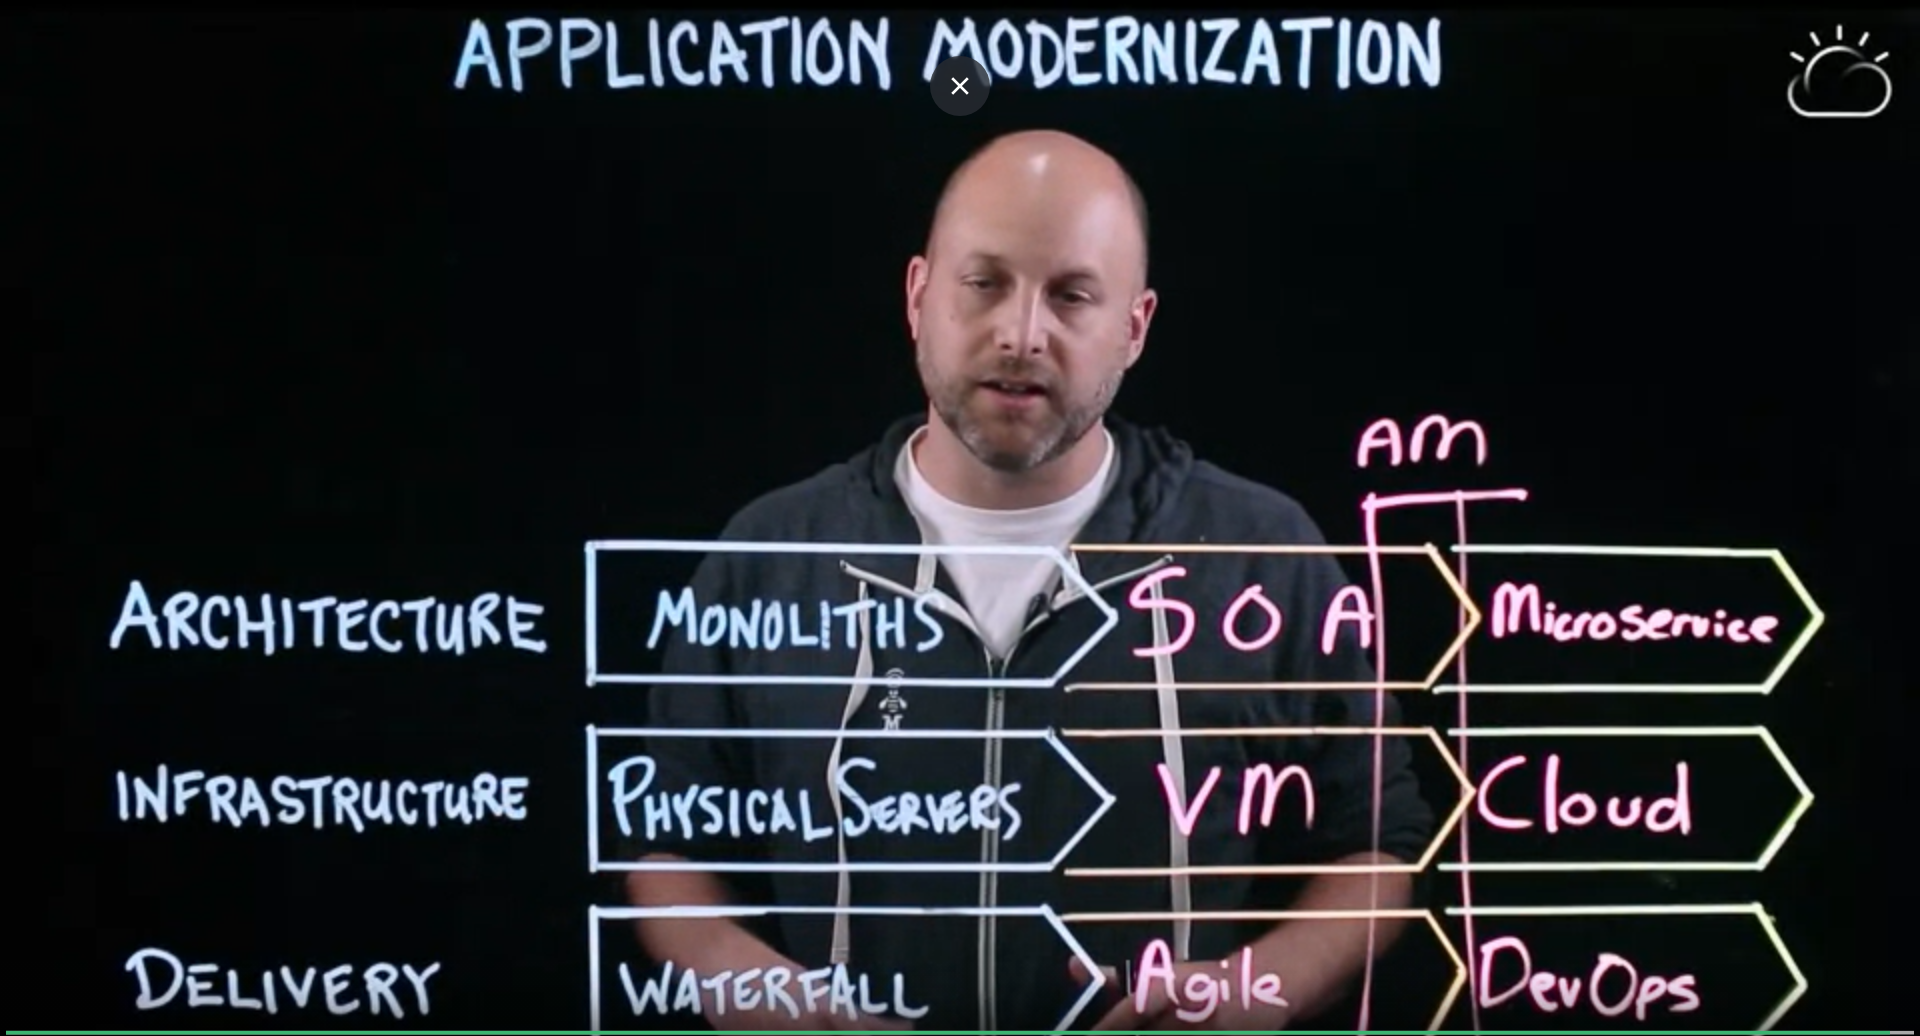 APPLICATION MODERNIZATION
AM
ARCHITECTURE MONOLITHS SOA Microservice
INFRASTRUCTURE PHYSICAL SERVERS VM Cloud
DELIVERY WATERFALL Agile DevOps